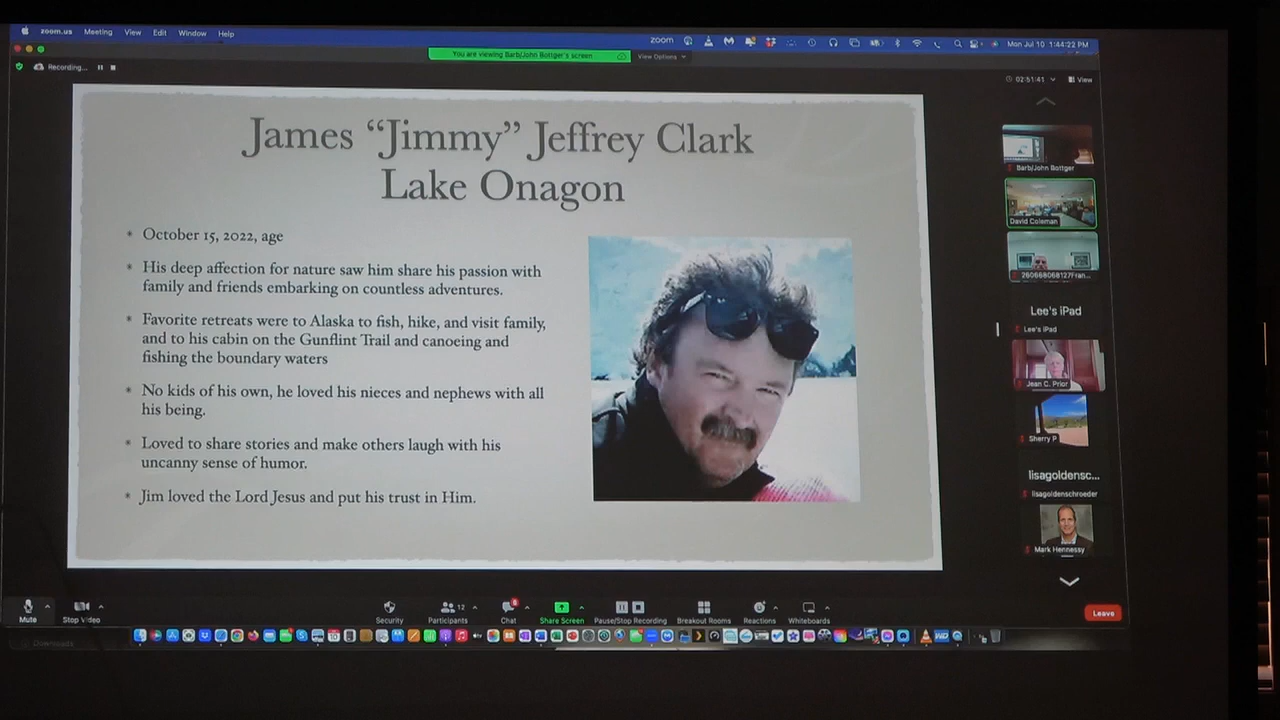 zoom.us Meeting View Edit Window Help
zoom
Mon Jul 10 1:44:22 PM
You are viewing Barb/John Bottger's screen
View Options
Recording...
02:51:41
View
James “Jimmy” Jeffrey Clark
Lake Onagon
* October 15, 2022, age
* His deep affection for nature saw him share his passion with
family and friends embarking on countless adventures.
* Favorite retreats were to Alaska to fish, hike, and visit family,
and to his cabin on the Gunflint Trail and canoeing and
fishing the boundary waters
* No kids of his own, he loved his nieces and nephews with all
his being.
* Loved to share stories and make others laugh with his
uncanny sense of humor.
* Jim loved the Lord Jesus and put his trust in Him.
Barb/John Bottger
David Coleman
Lee's iPad
Lee's iPad
Jean C. Prior
Sherry P
lisagoldensc...
lisagoldenschroeder
Mark Hennessy
Mute
Stop Video
Security
12
Participants
Chat
Share Screen
Pause/Stop Recording
Breakout Rooms
Reactions
Whiteboards
Leave
Downloads